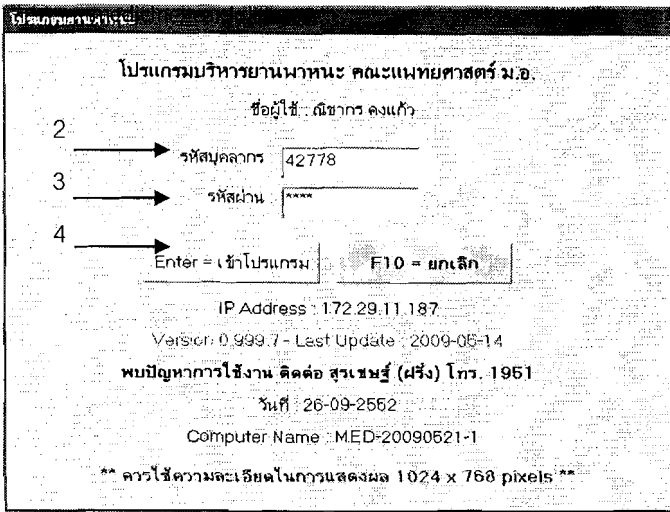 โปรแกรมยานพาหนะ
โปรแกรมบริหารยานพาหนะ คณะแพทยศาสตร์ ม.อ.
ชื่อผู้ใช้ : ณิชากร คงแก้ว
2
รหัสบุคลากร : 42778
3
รหัสผ่าน : ****
4
Enter = เข้าโปรแกรม F10 = ยกเลิก
IP Address : 172.29.11.187
Version 0.999.7 - Last Update : 2009-05-14
พบปัญหาการใช้งาน ติดต่อ สุรเชษฐ์ (ฝรั่ง) โทร. 1951
วันที่ : 26-09-2552
Computer Name : MED-20090521-1
** ควรใช้ความละเอียดในการแสดงผล 1024 x 768 pixels **